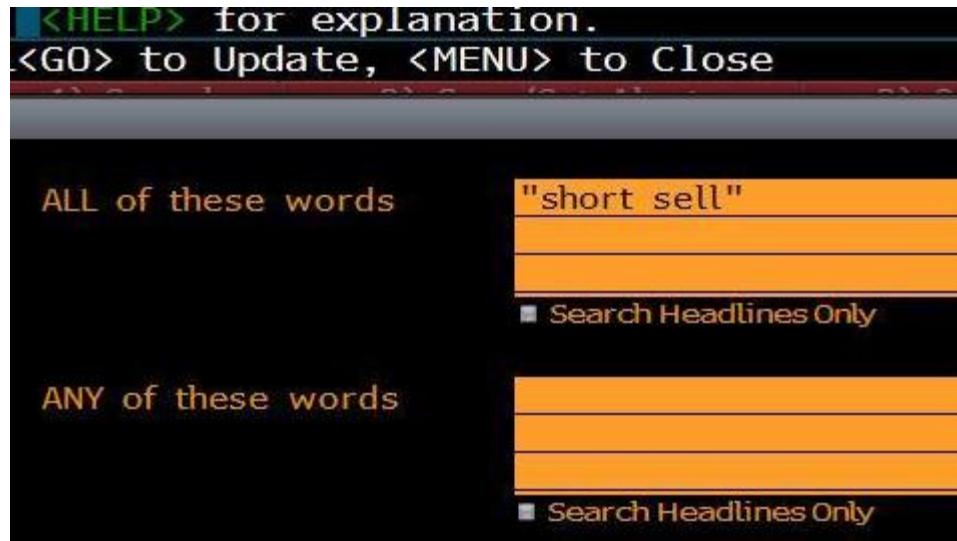 <HELP> for explanation.
<GO> to Update, <MENU> to Close
ALL of these words
"short sell"
Search Headlines Only
ANY of these words
Search Headlines Only